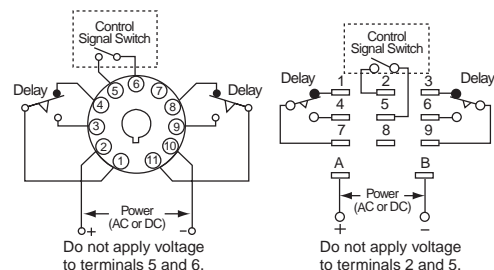 Control
Signal Switch
Delay
Delay
5 6 7
4 8
3 9
2 10
1 11
Power
(AC or DC)
+ −
Do not apply voltage
to terminals 5 and 6.
Control
Signal Switch
Delay
Delay
1 2 3
4 5 6
7 8 9
A B
Power
(AC or DC)
+ −
Do not apply voltage
to terminals 2 and 5.